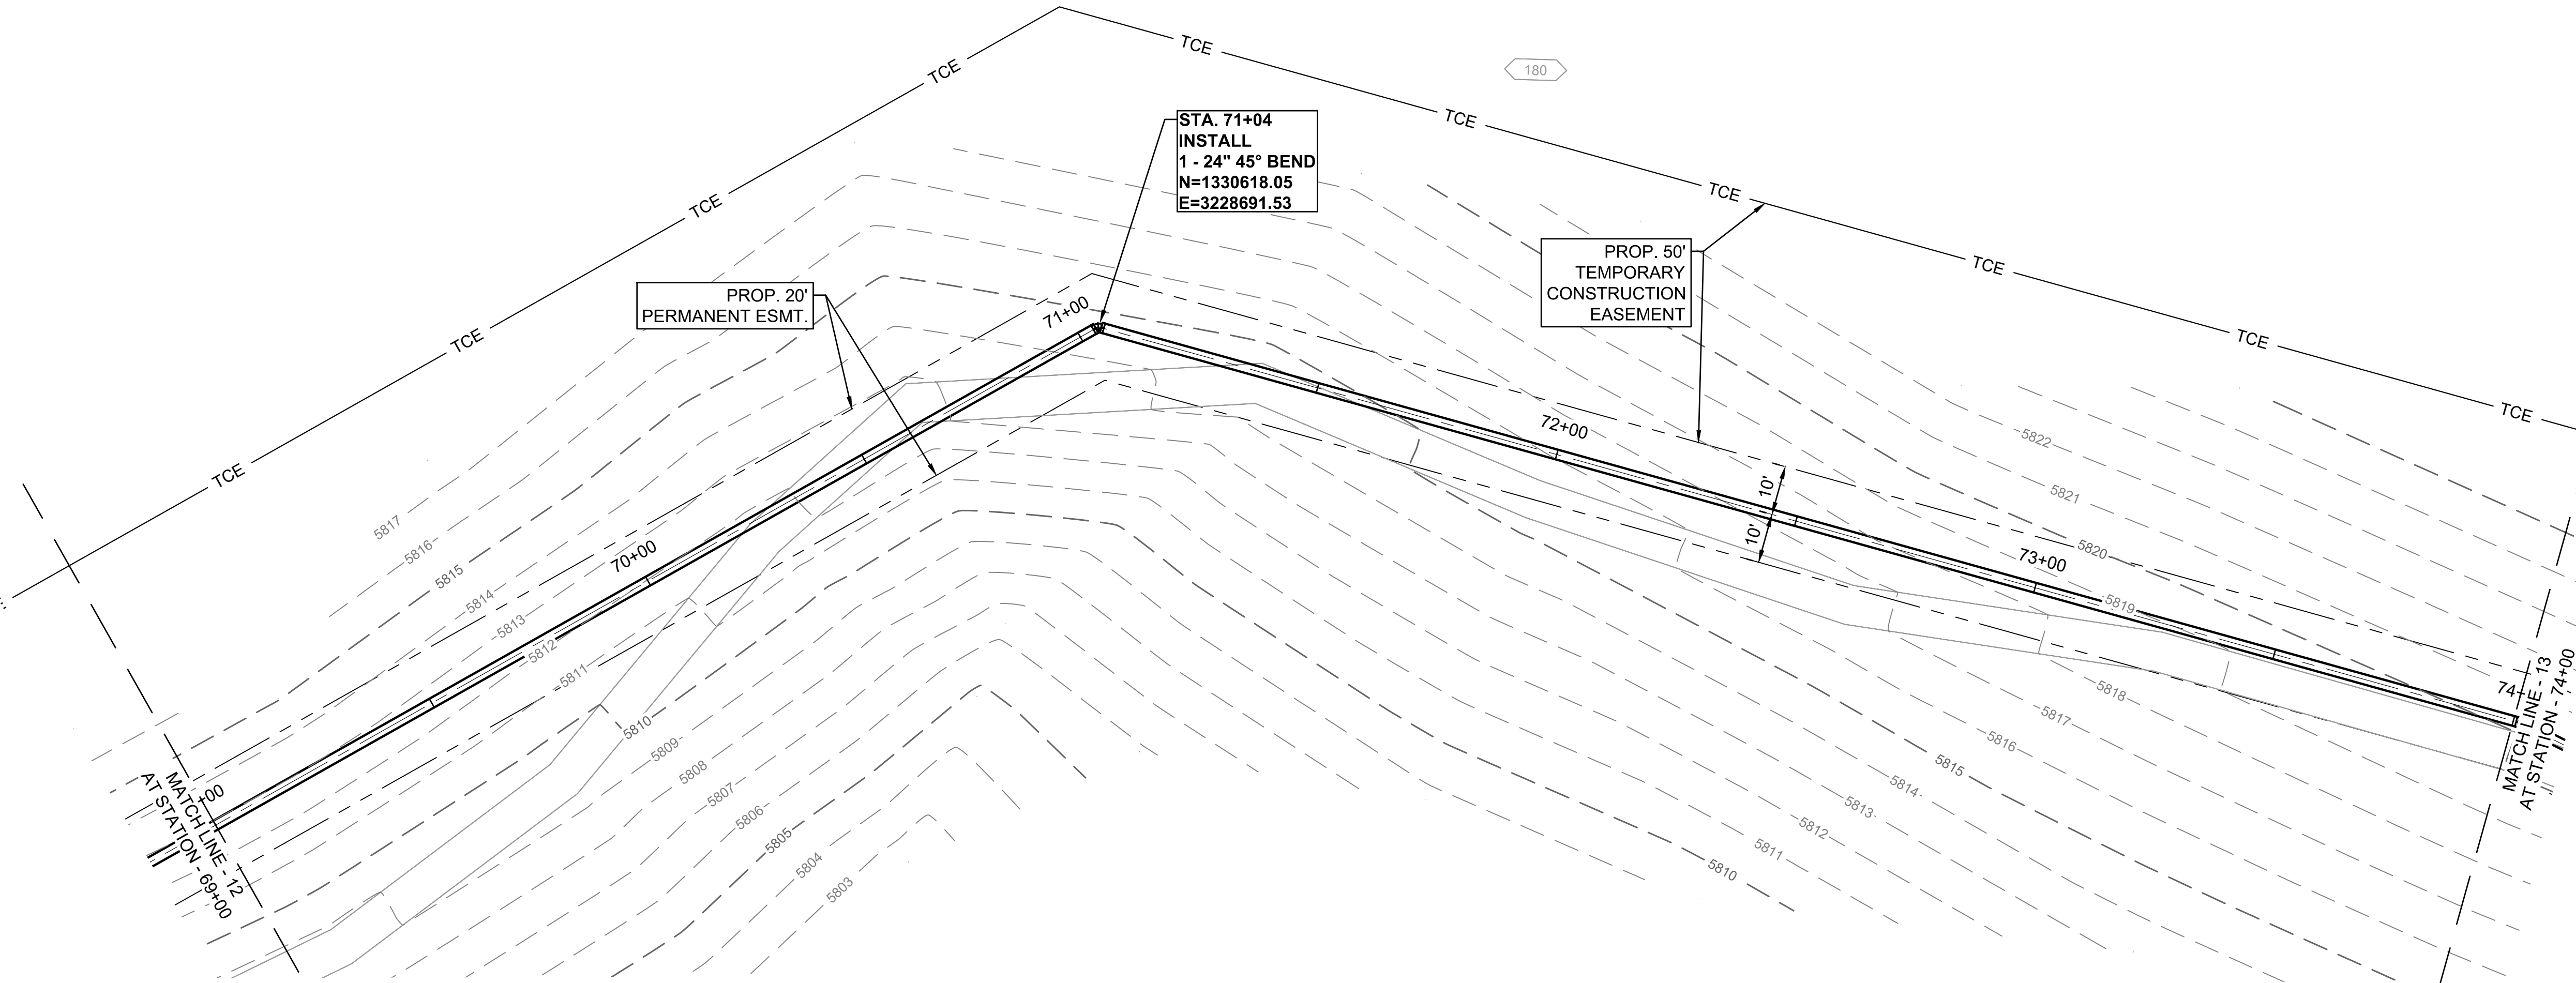 TCE
TCE
TCE
TCE
TCE
TCE
TCE
TCE
TCE
TCE
180
STA. 71+04
INSTALL
1 - 24" 45° BEND
N=1330618.05
E=3228691.53
PROP. 20'
PERMANENT ESMT.
PROP. 50'
TEMPORARY
CONSTRUCTION
EASEMENT
+00
70+00
71+00
72+00
73+00
74+
10'
10'
5817
5816
5815
5814
5813
5812
5811
5810
5809
5808
5807
5806
5805
5804
5803
5822
5821
5820
5819
5818
5817
5816
5815
5814
5813
5812
5811
5810
MATCH LINE - 12
AT STATION - 69+00
MATCH LINE - 13
AT STATION - 74+00